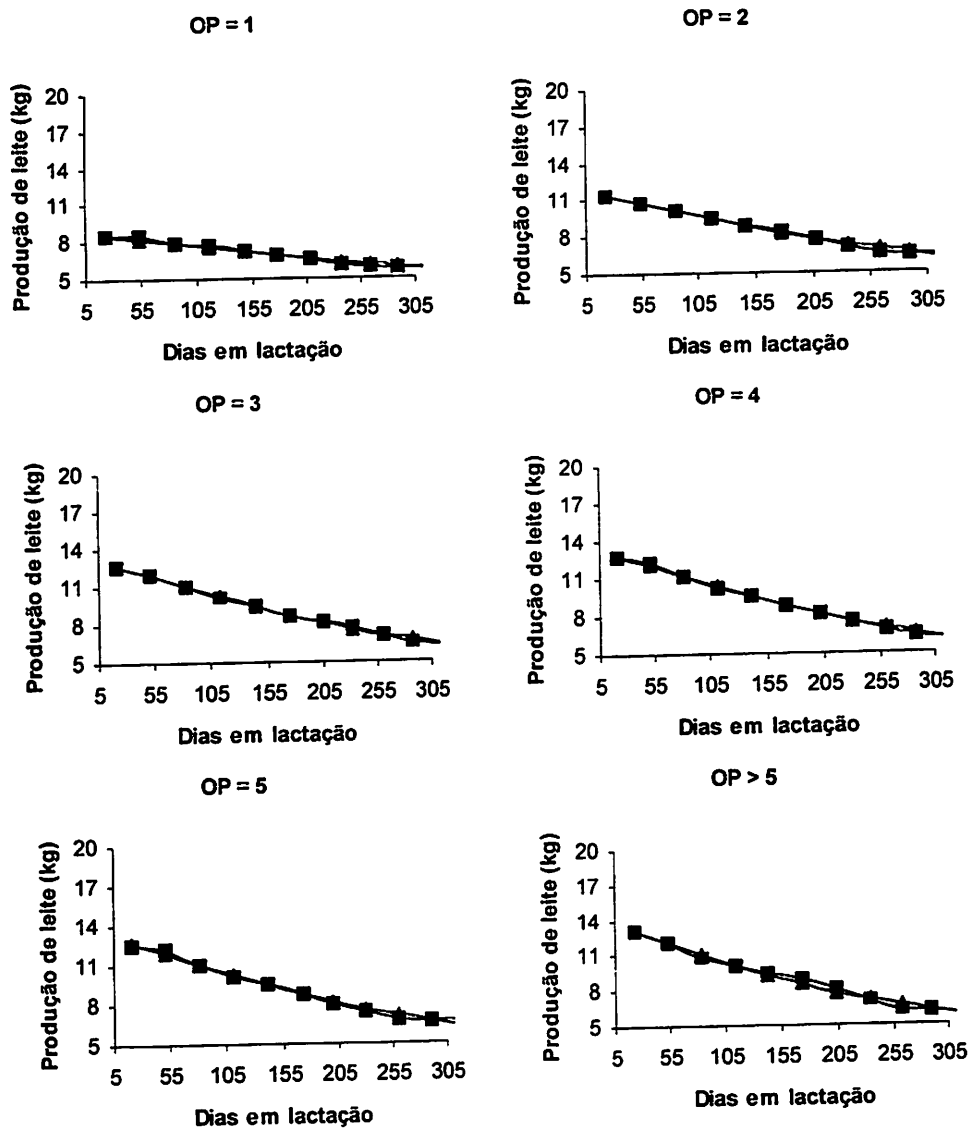 OP = 1
Produção de leite (kg)
20
17
14
11
8
5
5 55 105 155 205 255 305
Dias em lactação
OP = 2
Produção de leite (kg)
20
17
14
11
8
5
5 55 105 155 205 255 305
Dias em lactação
OP = 3
Produção de leite (kg)
20
17
14
11
8
5
5 55 105 155 205 255 305
Dias em lactação
OP = 4
Produção de leite (kg)
20
17
14
11
8
5
5 55 105 155 205 255 305
Dias em lactação
OP = 5
Produção de leite (kg)
20
17
14
11
8
5
5 55 105 155 205 255 305
Dias em lactação
OP > 5
Produção de leite (kg)
20
17
14
11
8
5
5 55 105 155 205 255 305
Dias em lactação